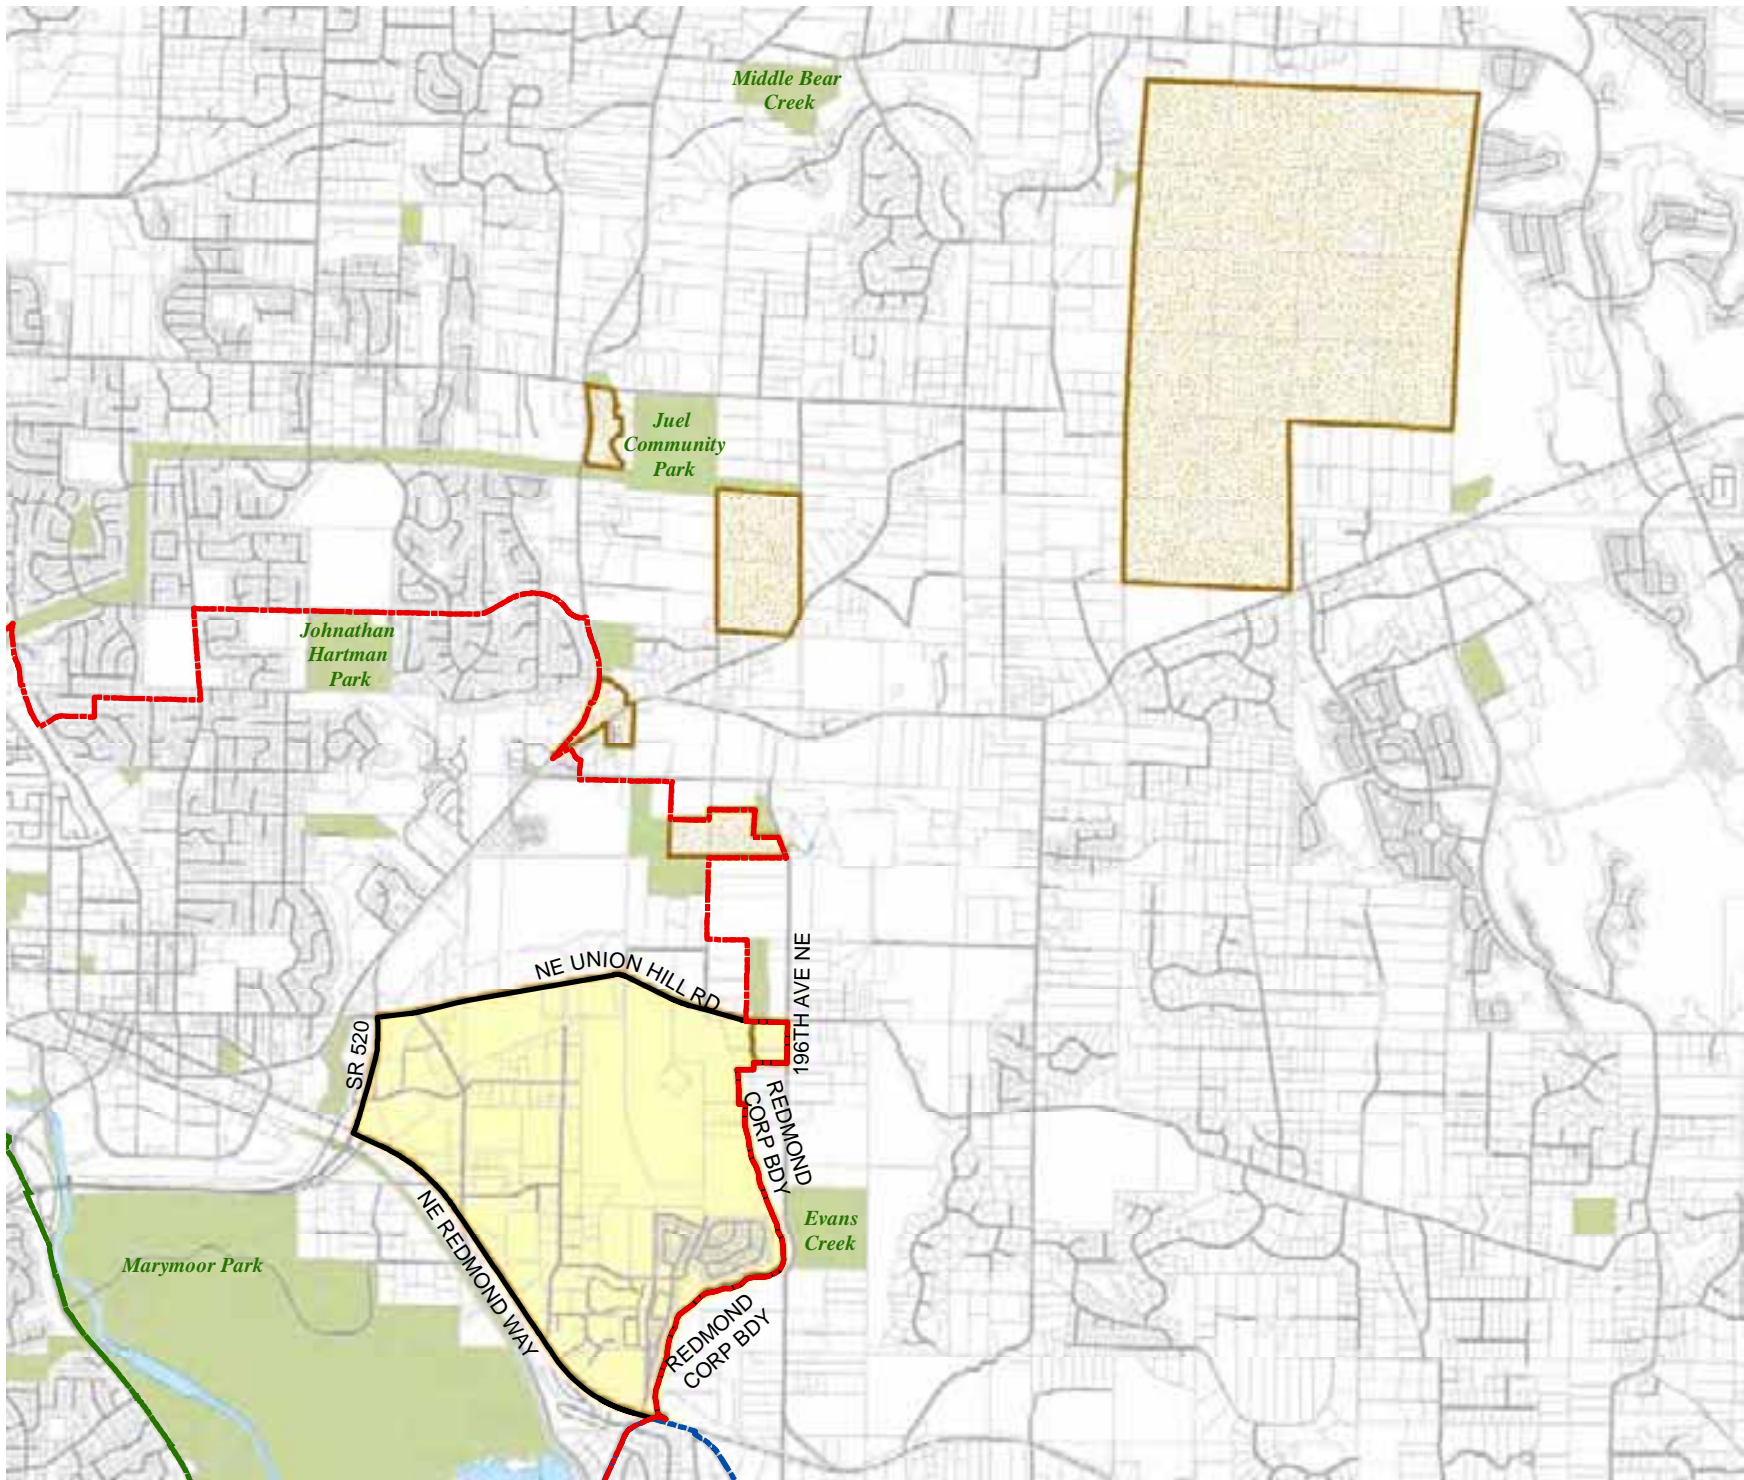 Middle Bear
Creek
Juel
Community
Park
Johnathan
Hartman
Park
NE UNION HILL RD
196TH AVE NE
SR 520
REDMOND
CORP BDY
NE REDMOND WAY
Evans
Creek
Marymoor Park
REDMOND
CORP BDY